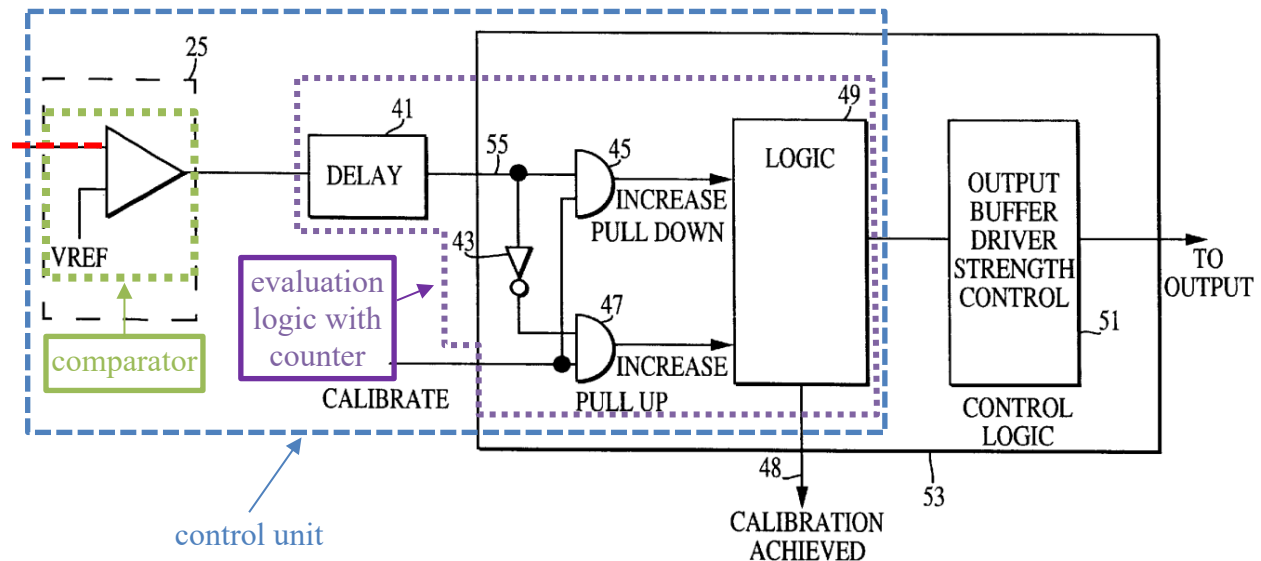 25
VREF
comparator
41
DELAY
55
43
45
INCREASE
PULL DOWN
47
INCREASE
PULL UP
evaluation
logic with
counter
CALIBRATE
49
LOGIC
48
CALIBRATION
ACHIEVED
OUTPUT
BUFFER
DRIVER
STRENGTH
CONTROL
51
CONTROL
LOGIC
53
TO
OUTPUT
control unit